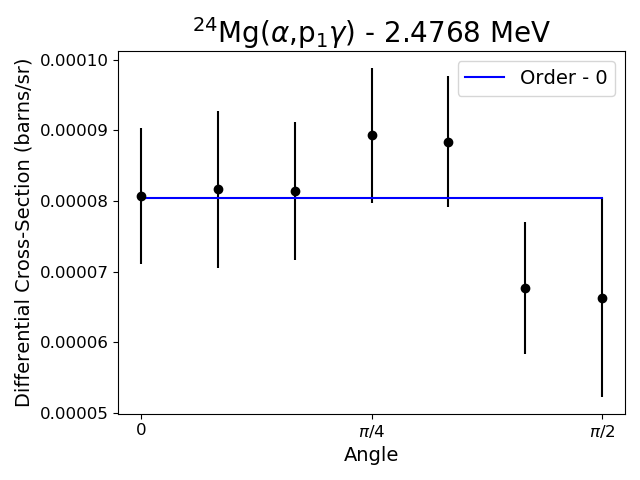 ²⁴Mg(α,p₁γ) - 2.4768 MeV
Order - 0
Differential Cross-Section (barns/sr)
0.00010
0.00009
0.00008
0.00007
0.00006
0.00005
0 π/4 π/2
Angle